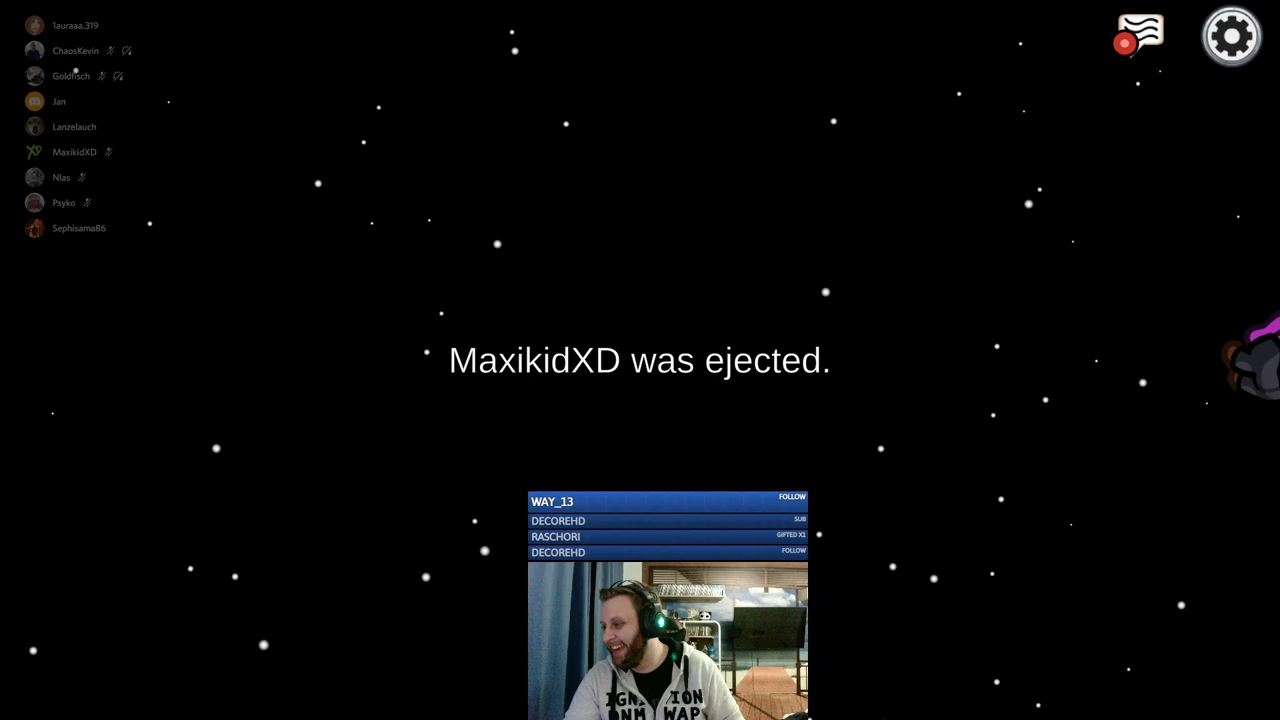 1auraaa.319
ChaosKevin
Goldfisch
Jan
Lanzelauch
MaxikidXD
Nlas
Psyko
Sephisama86
MaxikidXD was ejected.
WAY_13 FOLLOW
DECOREHD SUB
RASCHORI GIFTED X1
DECOREHD FOLLOW